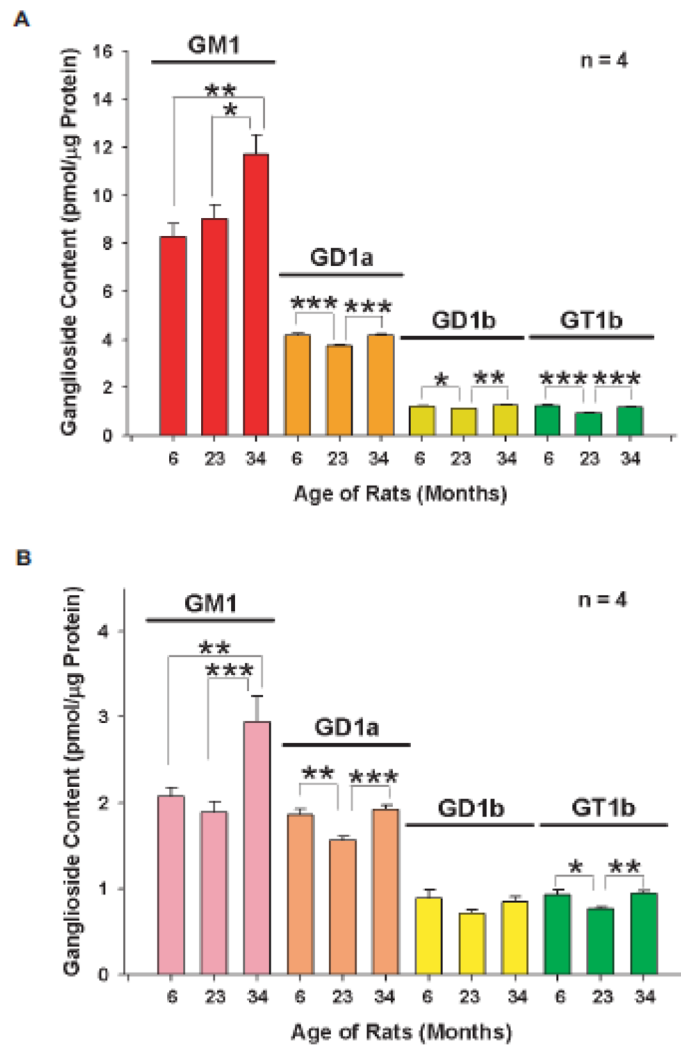 A
GM1
n = 4
16
14
12
10
8
6
4
2
0
Ganglioside Content (pmol/μg Protein)
**
*
GD1a
*** ***
GD1b
* **
GT1b
*** ***
6 23 34 6 23 34 6 23 34 6 23 34
Age of Rats (Months)
B
GM1
n = 4
4
3
2
1
0
Ganglioside Content (pmol/μg Protein)
**
***
GD1a
** ***
GD1b
GT1b
* **
6 23 34 6 23 34 6 23 34 6 23 34
Age of Rats (Months)